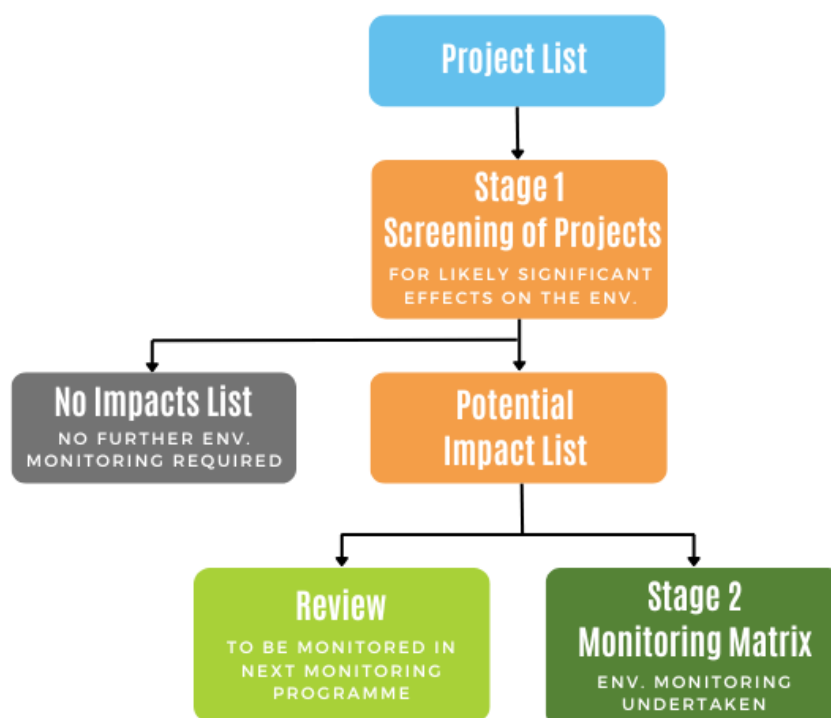 Project List
Stage 1
Screening of Projects
FOR LIKELY SIGNIFICANT
EFFECTS ON THE ENV.
No Impacts List
NO FURTHER ENV.
MONITORING REQUIRED
Potential
Impact List
Review
TO BE MONITORED IN
NEXT MONITORING
PROGRAMME
Stage 2
Monitoring Matrix
ENV. MONITORING
UNDERTAKEN